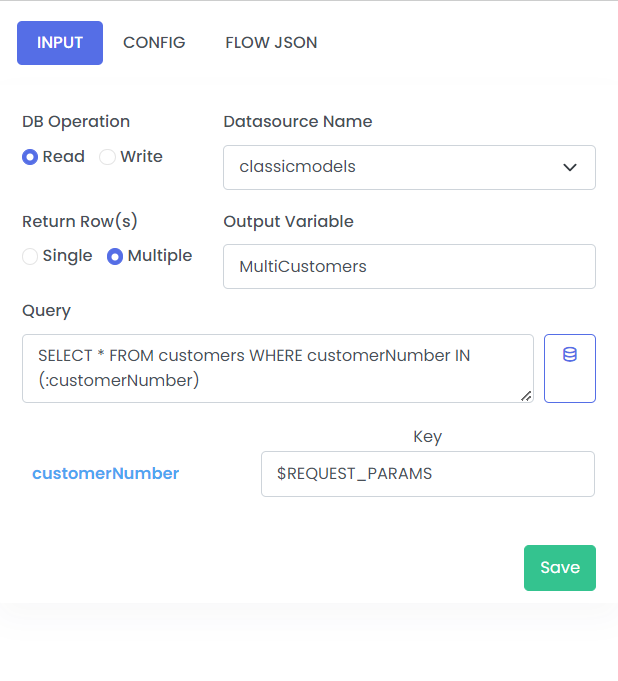 INPUT CONFIG FLOW JSON
DB Operation Datasource Name
Read Write classicmodels
Return Row(s) Output Variable
Single Multiple MultiCustomers
Query
SELECT * FROM customers WHERE customerNumber IN
(:customerNumber)
Key
customerNumber $REQUEST_PARAMS
Save